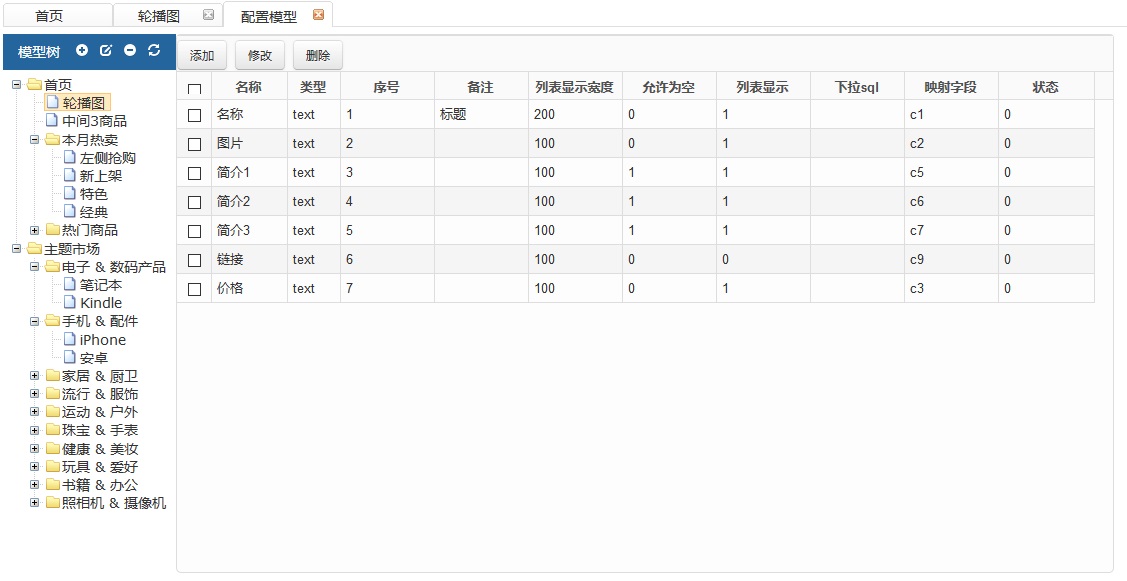 首页 轮播图 配置模型
模型树
添加 修改 删除
首页
轮播图
中间3商品
本月热卖
左侧抢购
新上架
特色
经典
热门商品
主题市场
电子 & 数码产品
笔记本
Kindle
手机 & 配件
iPhone
安卓
家居 & 厨卫
流行 & 服饰
运动 & 户外
珠宝 & 手表
健康 & 美妆
玩具 & 爱好
书籍 & 办公
照相机 & 摄像机
名称 类型 序号 备注 列表显示宽度 允许为空 列表显示 下拉sql 映射字段 状态
名称 text 1 标题 200 0 1 c1 0
图片 text 2 100 0 1 c2 0
简介1 text 3 100 1 1 c5 0
简介2 text 4 100 1 1 c6 0
简介3 text 5 100 1 1 c7 0
链接 text 6 100 0 0 c9 0
价格 text 7 100 0 1 c3 0